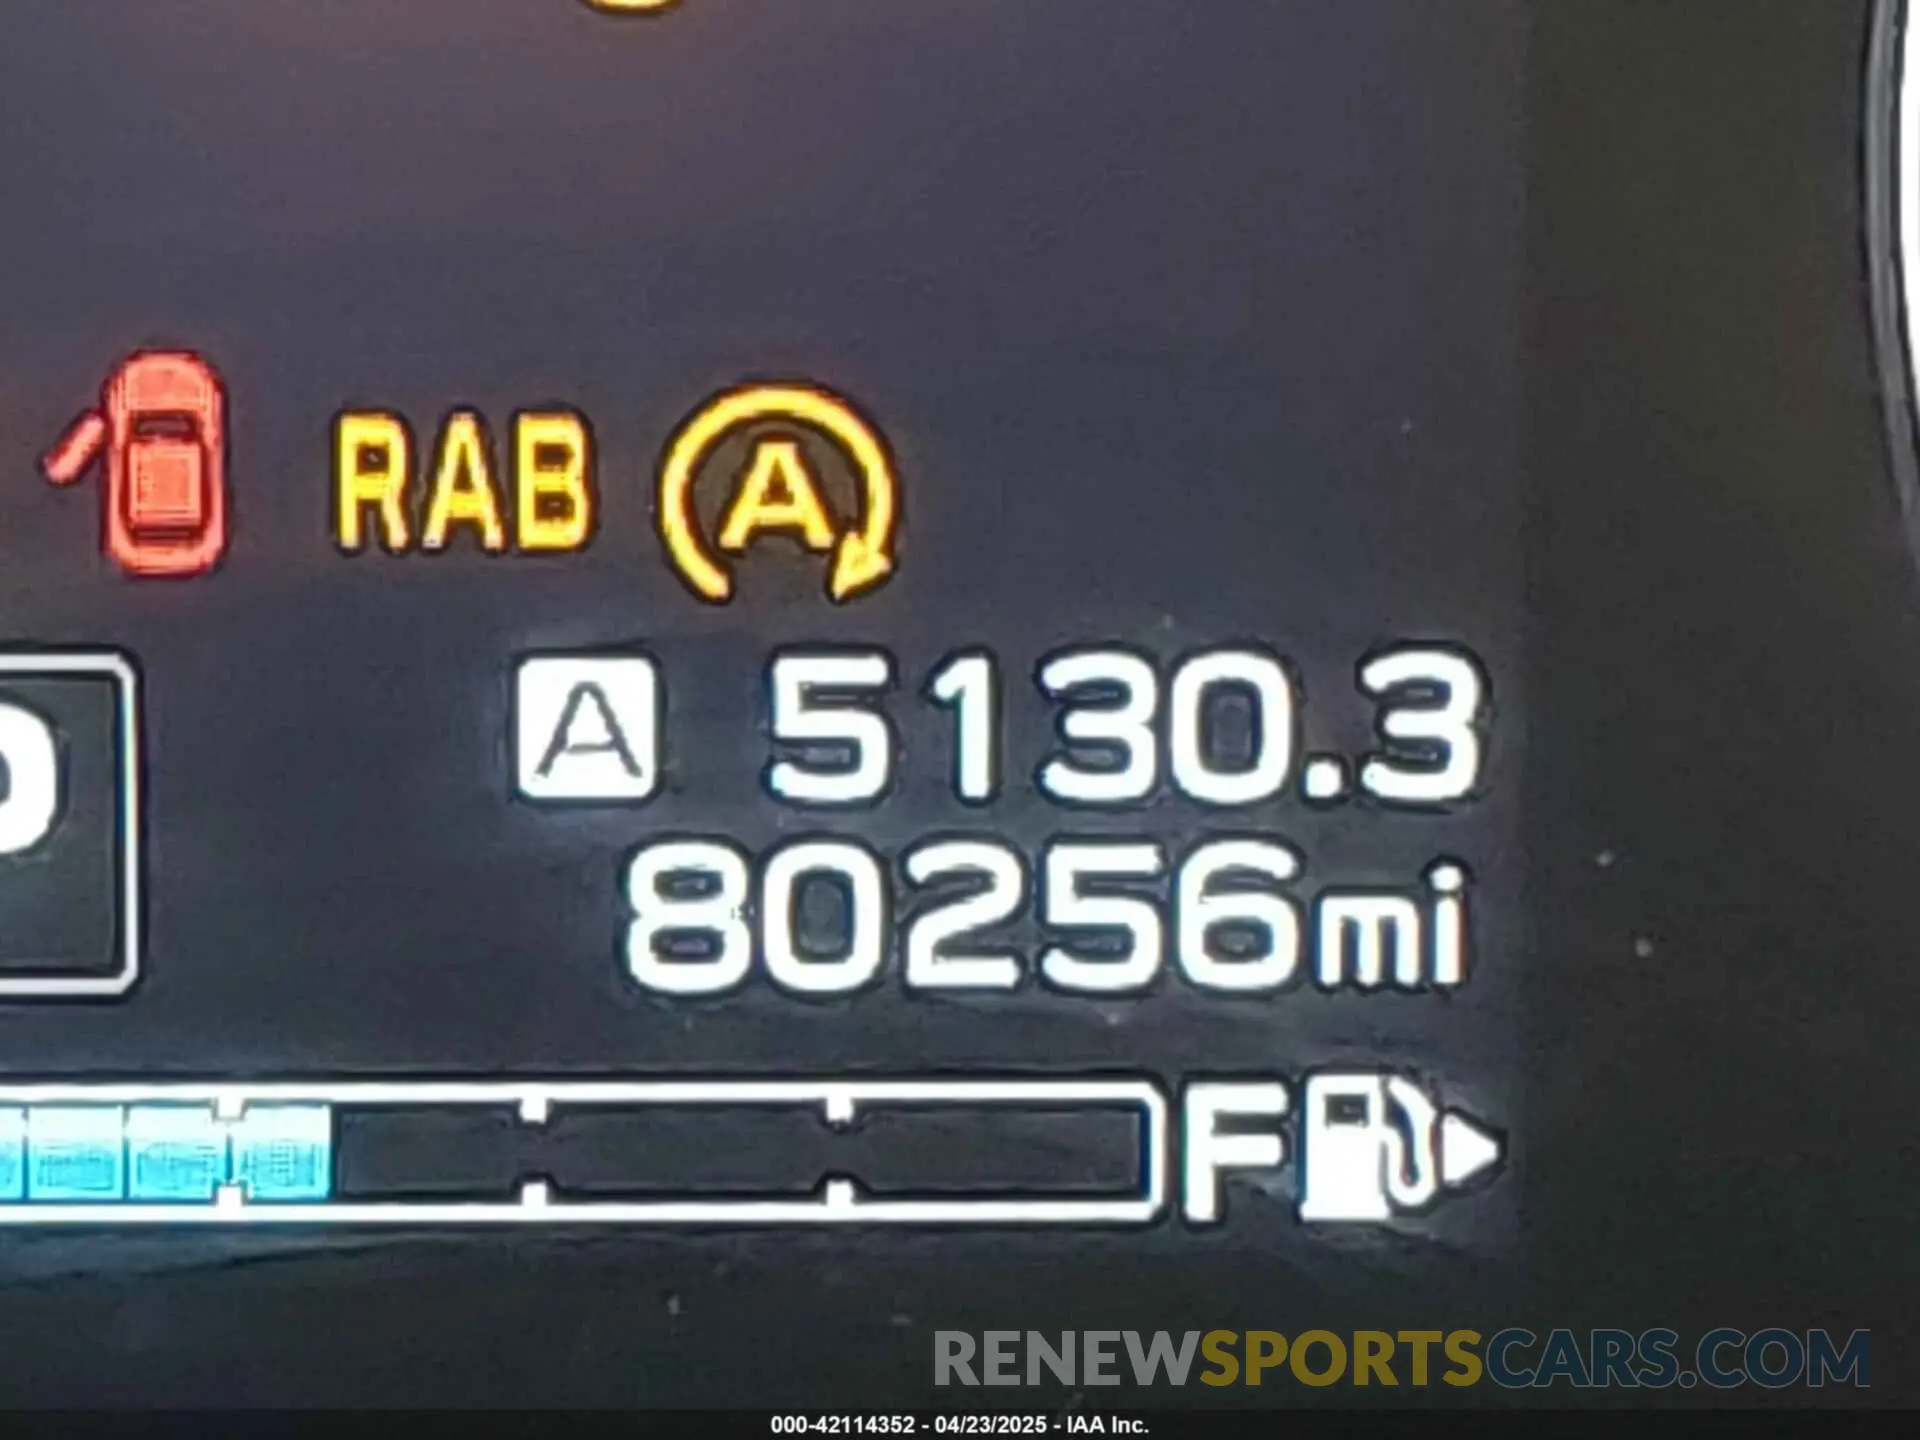 RAB A
A 5130.3
80256mi
F
RENEWSPORTSCARS.COM
000-42114352 - 04/23/2025 - IAA Inc.